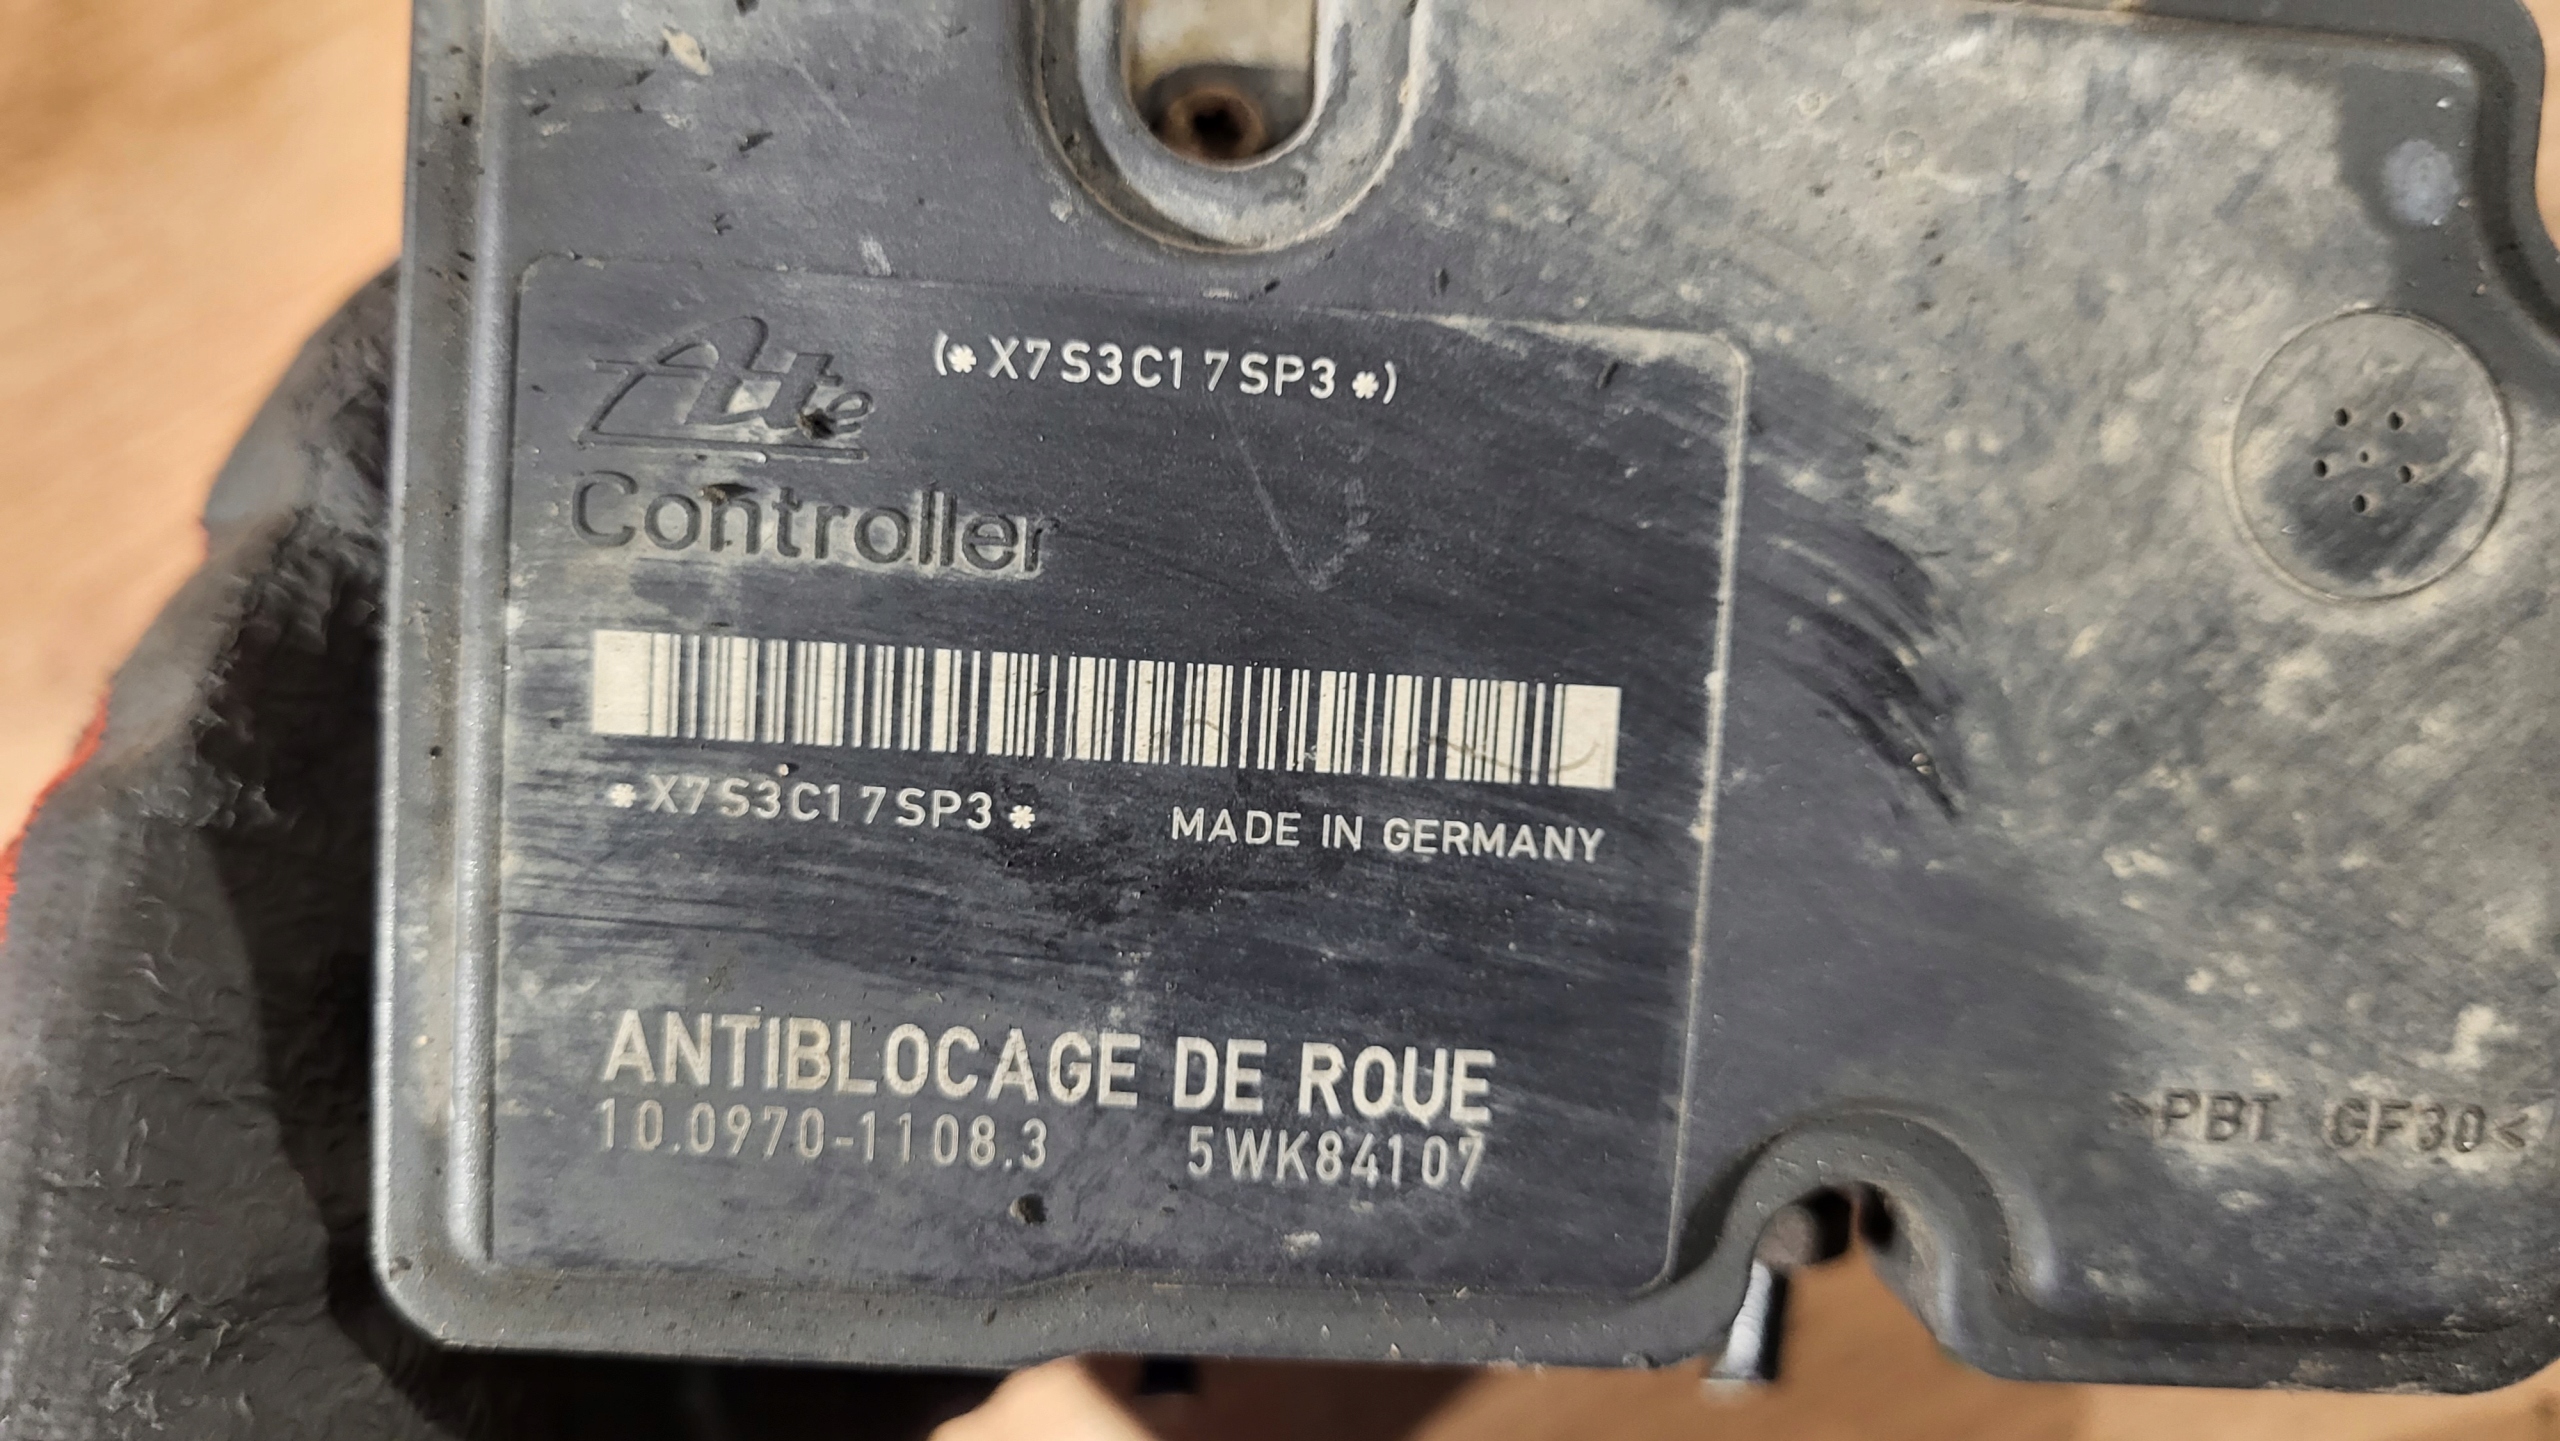 Ate
(*X7S3C17SP3*)
Controller
*X7S3C17SP3*
MADE IN GERMANY
ANTIBLOCAGE DE ROUE
10.0970-1108.3 5WK84107
>PBT GF30<